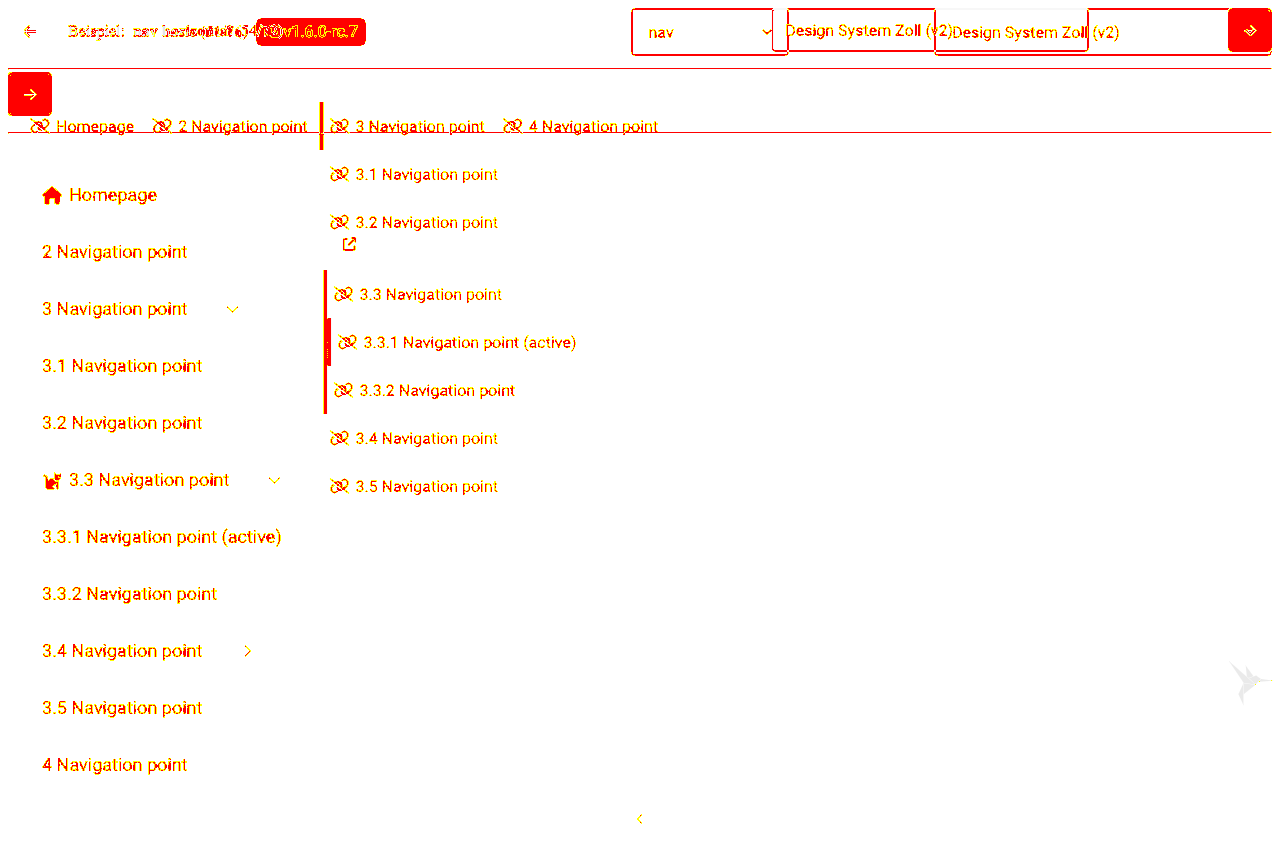 Beispiel: nav v1.6.0-rc.7
nav
Design System Zoll (v2)
Design System Zoll (v2)
Homepage 2 Navigation point 3 Navigation point 4 Navigation point
3.1 Navigation point
3.2 Navigation point
3.3 Navigation point
3.3.1 Navigation point (active)
3.3.2 Navigation point
3.4 Navigation point
3.5 Navigation point
Homepage
2 Navigation point
3 Navigation point
3.1 Navigation point
3.2 Navigation point
3.3 Navigation point
3.3.1 Navigation point (active)
3.3.2 Navigation point
3.4 Navigation point
3.5 Navigation point
4 Navigation point